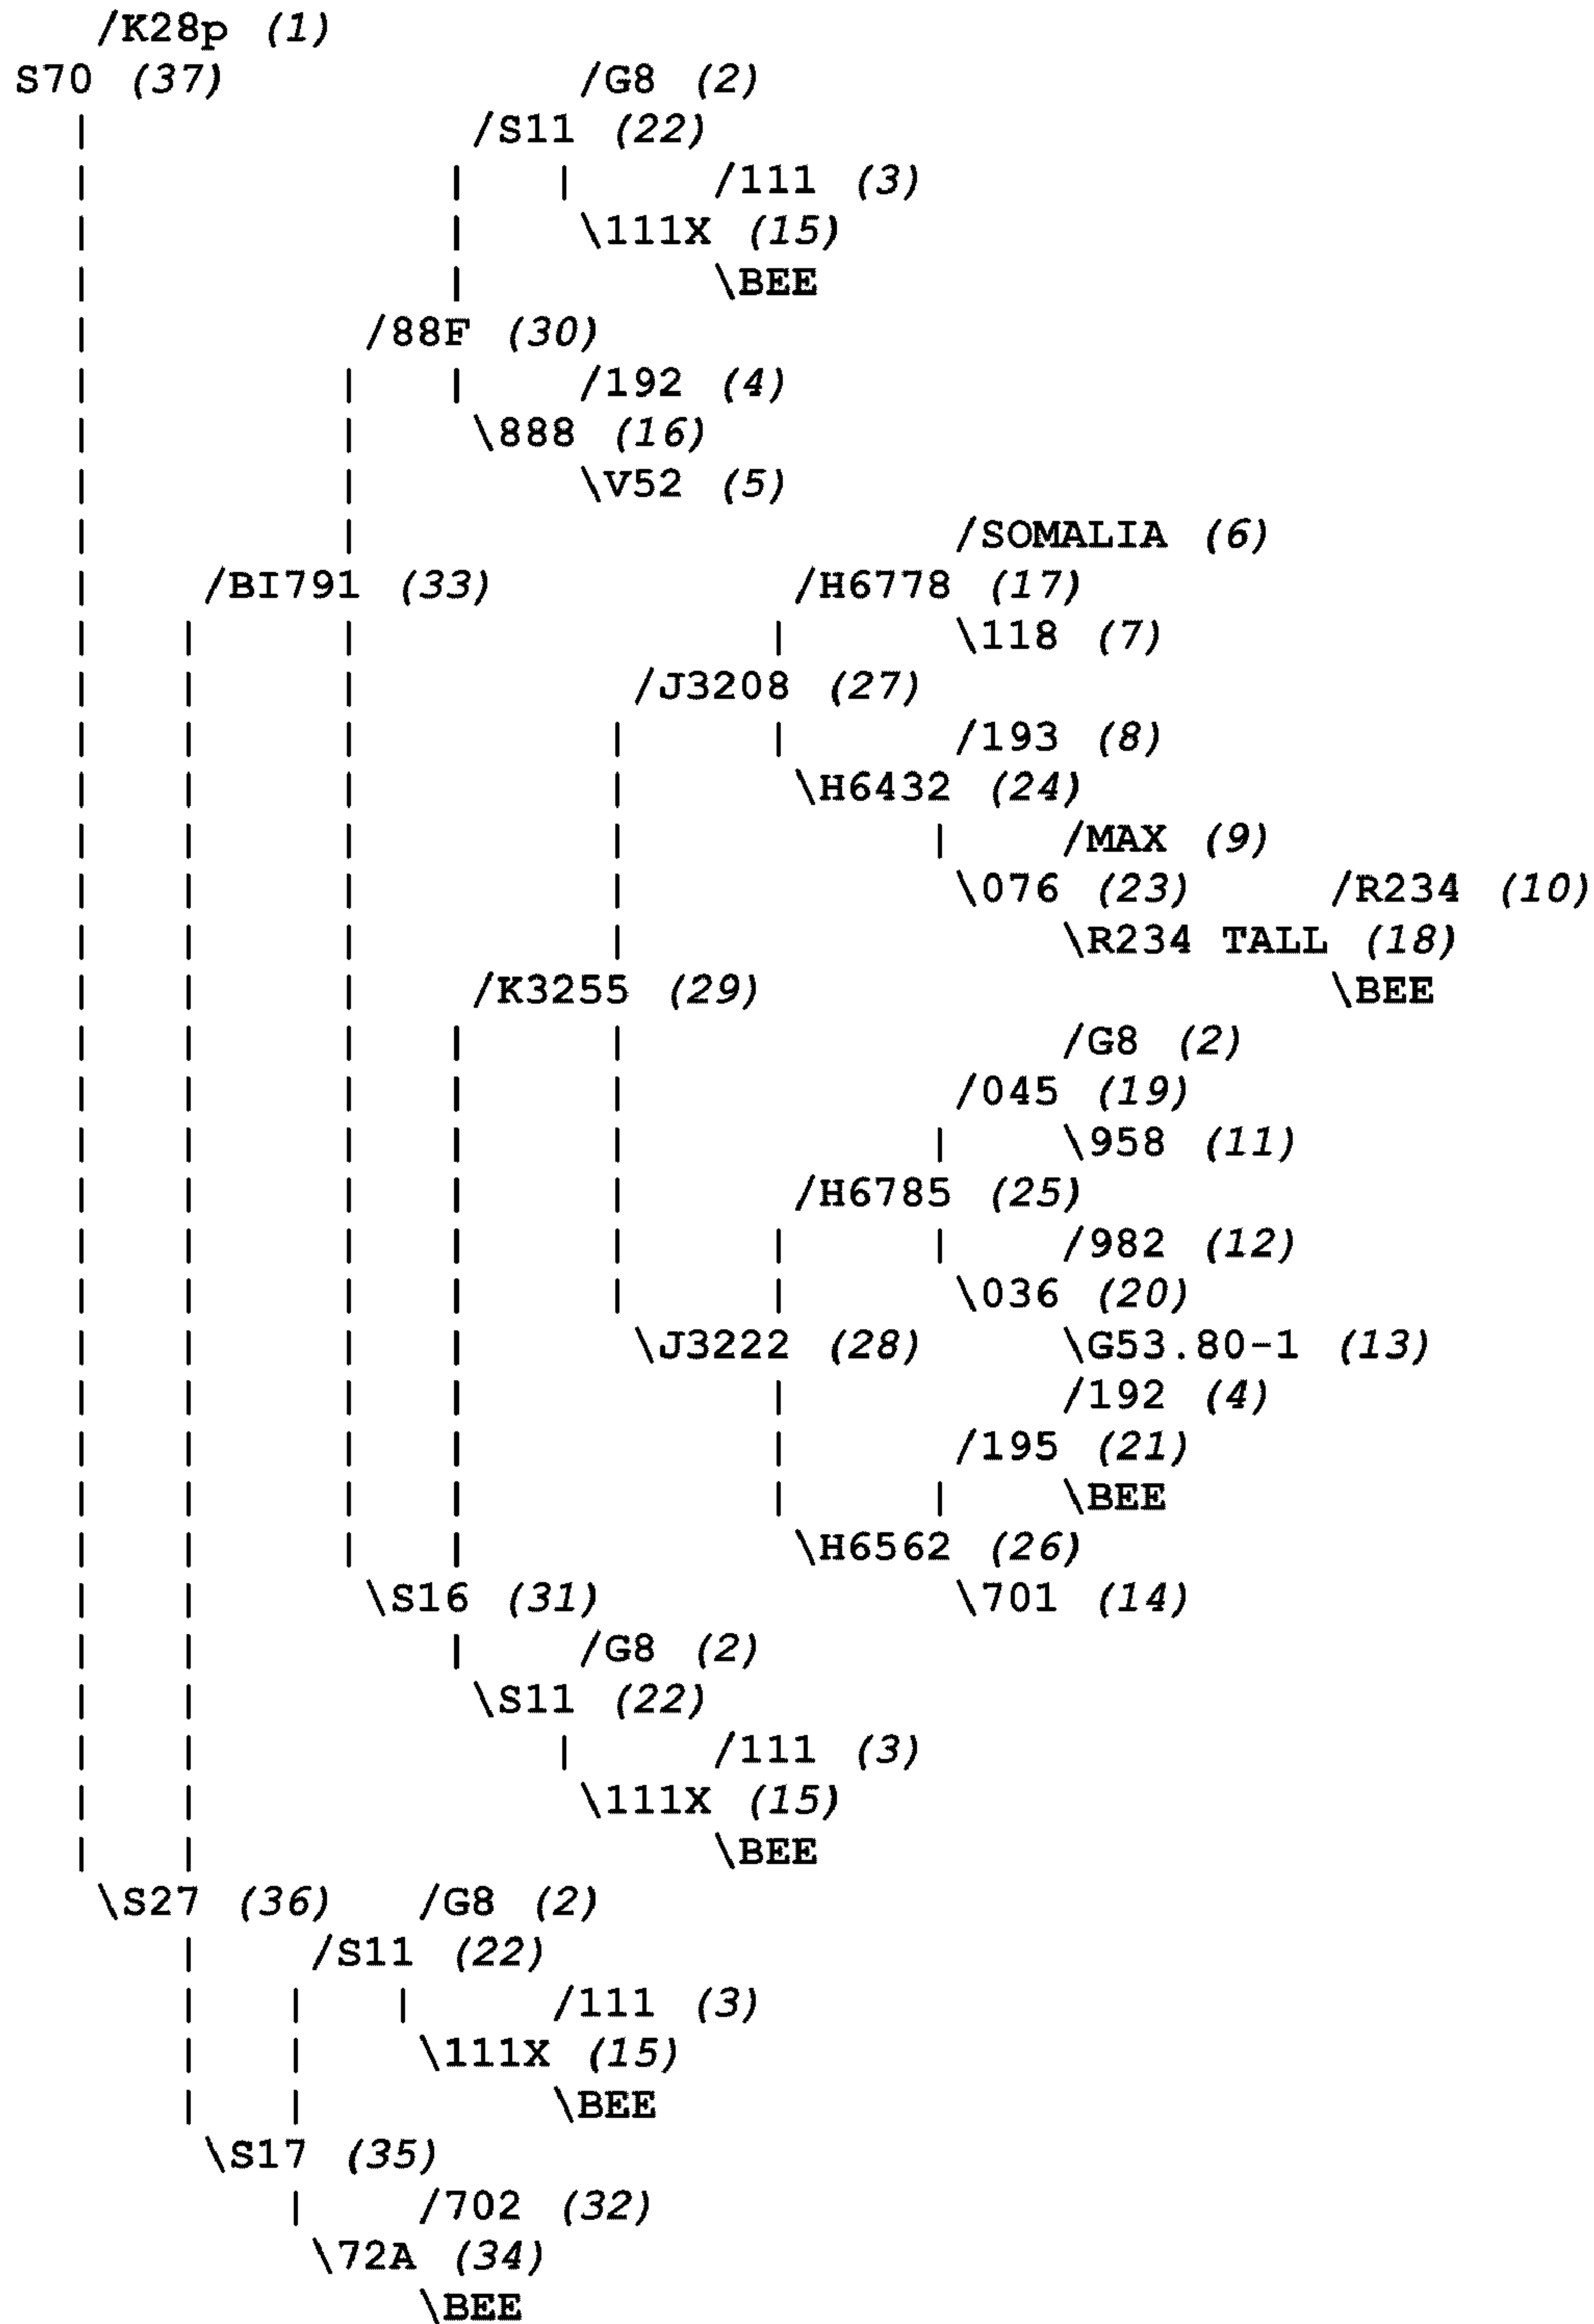 /K28p (1)
S70 (37) /G8 (2)
| /S11 (22)
| | | /111 (3)
| | \111X (15)
| | \BEE
| /88F (30)
| | | /192 (4)
| | \888 (16)
| | \V52 (5)
| | /SOMALIA (6)
| /BI791 (33) /H6778 (17)
| | | | \118 (7)
| | | /J3208 (27)
| | | | | /193 (8)
| | | | \H6432 (24)
| | | | | /MAX (9)
| | | | \076 (23) /R234 (10)
| | | | \R234 TALL (18)
| | | /K3255 (29) \BEE
| | | | | /G8 (2)
| | | | | /045 (19)
| | | | | | \958 (11)
| | | | | /H6785 (25)
| | | | | | | /982 (12)
| | | | | | \036 (20)
| | | | \J3222 (28) \G53.80-1 (13)
| | | | | /192 (4)
| | | | | /195 (21)
| | | | | | \BEE
| | | | \H6562 (26)
| | \S16 (31) \701 (14)
| | | /G8 (2)
| | \S11 (22)
| | | /111 (3)
| | \111X (15)
| | \BEE
\S27 (36) /G8 (2)
| /S11 (22)
| | | /111 (3)
| | \111X (15)
| | \BEE
\S17 (35)
| /702 (32)
\72A (34)
\BEE